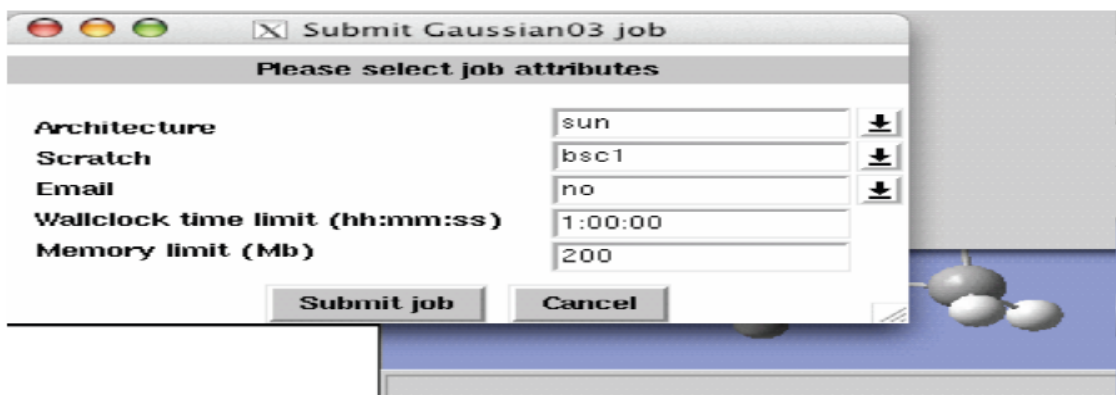 Submit Gaussian03 job
Please select job attributes
Architecture sun
Scratch bsc1
Email no
Wallclock time limit (hh:mm:ss) 1:00:00
Memory limit (Mb) 200
Submit job Cancel